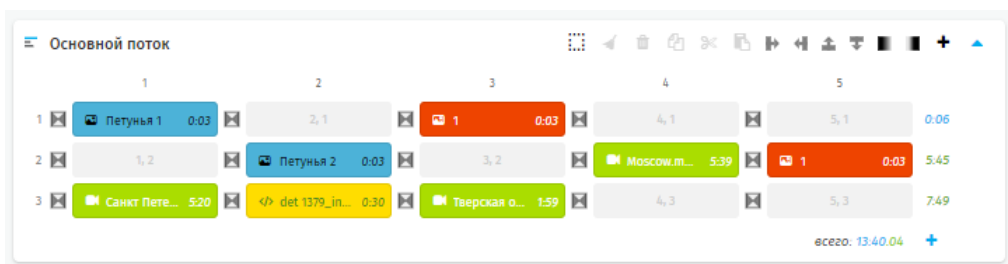 Основной поток
1 2 3 4 5
1 Петунья 1 0:03 2, 1 1 0:03 4, 1 5, 1 0:06
2 1, 2 Петунья 2 0:03 3, 2 Moscow.m... 5:39 1 0:03 5:45
3 Санкт Пете... 5:20 </> det 1379_in... 0:30 Тверская о... 1:59 4, 3 5, 3 7:49
всего: 13:40.04 +